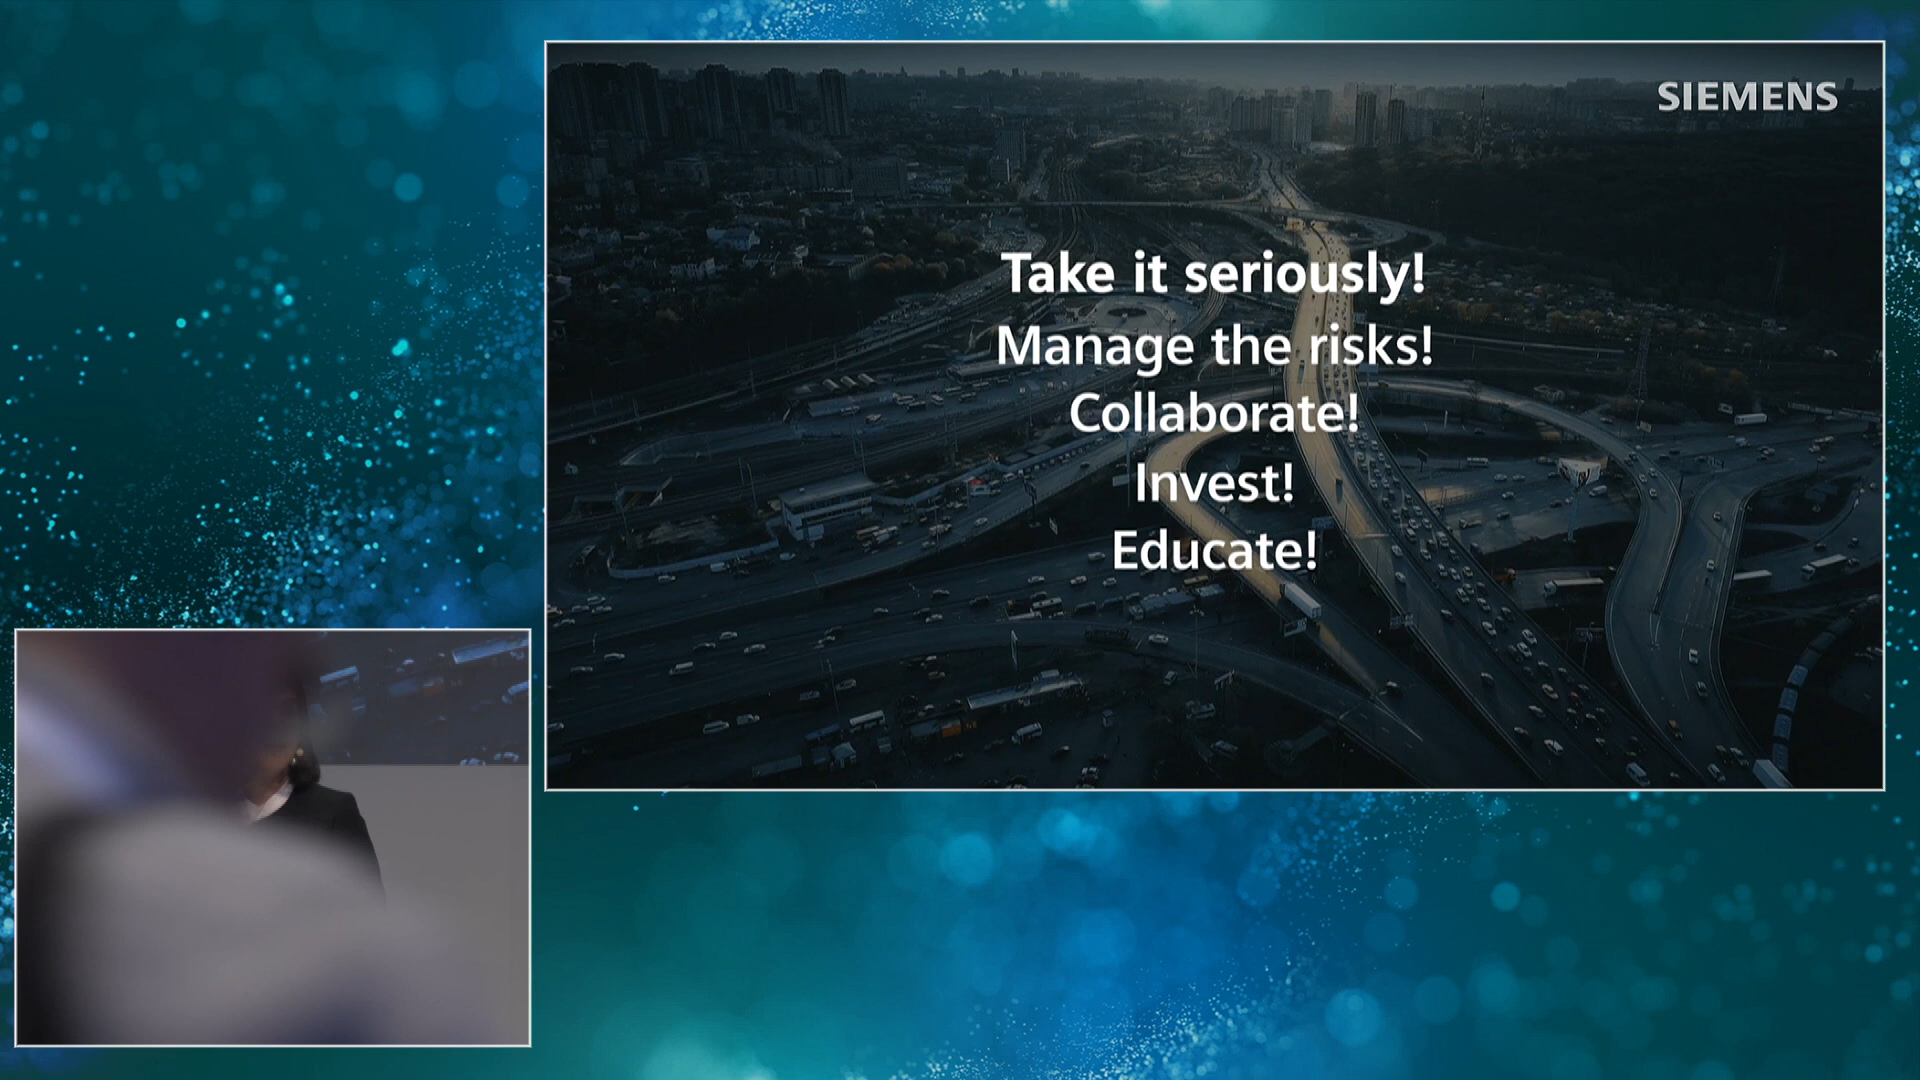 SIEMENS
Take it seriously!
Manage the risks!
Collaborate!
Invest!
Educate!